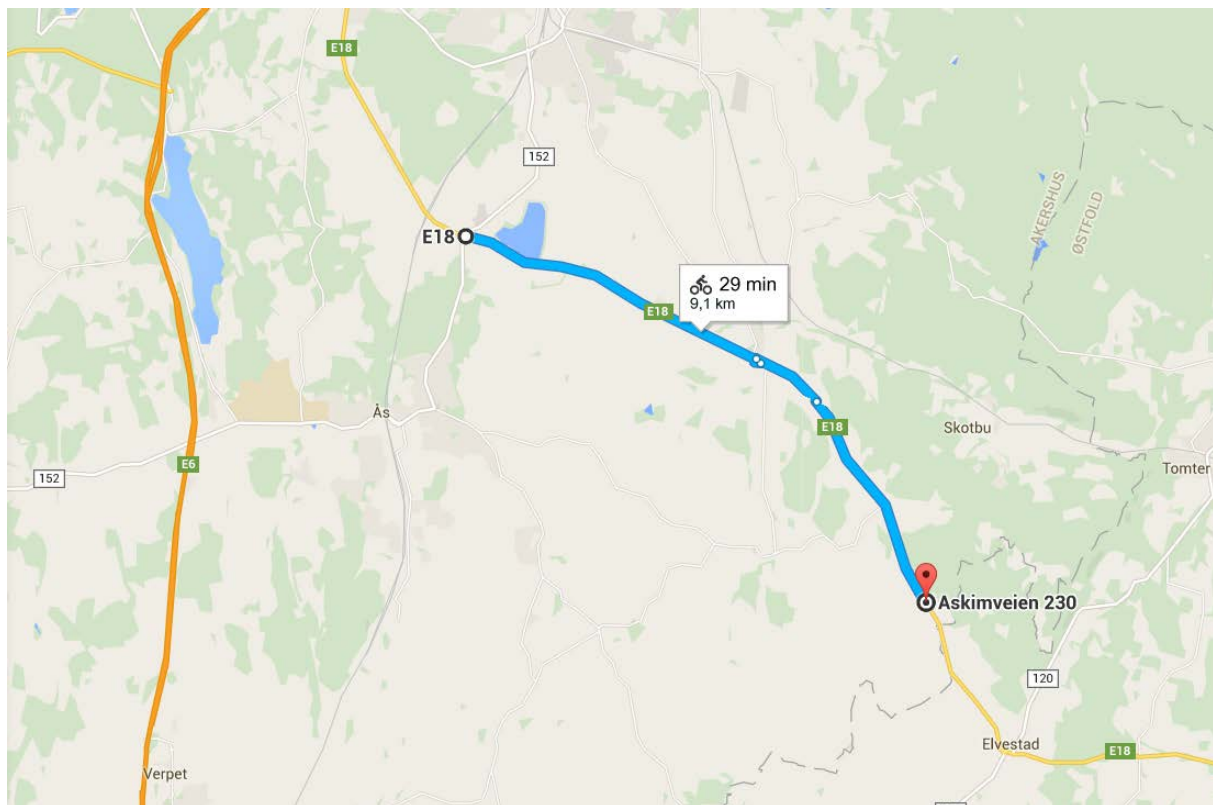 E18
152
AKERSHUS
ØSTFOLD
E18
29 min
9,1 km
E18
Ås
E18
Skotbu
E6
Tomter
152
Askimveien 230
120
Elvestad
E18
Verpet